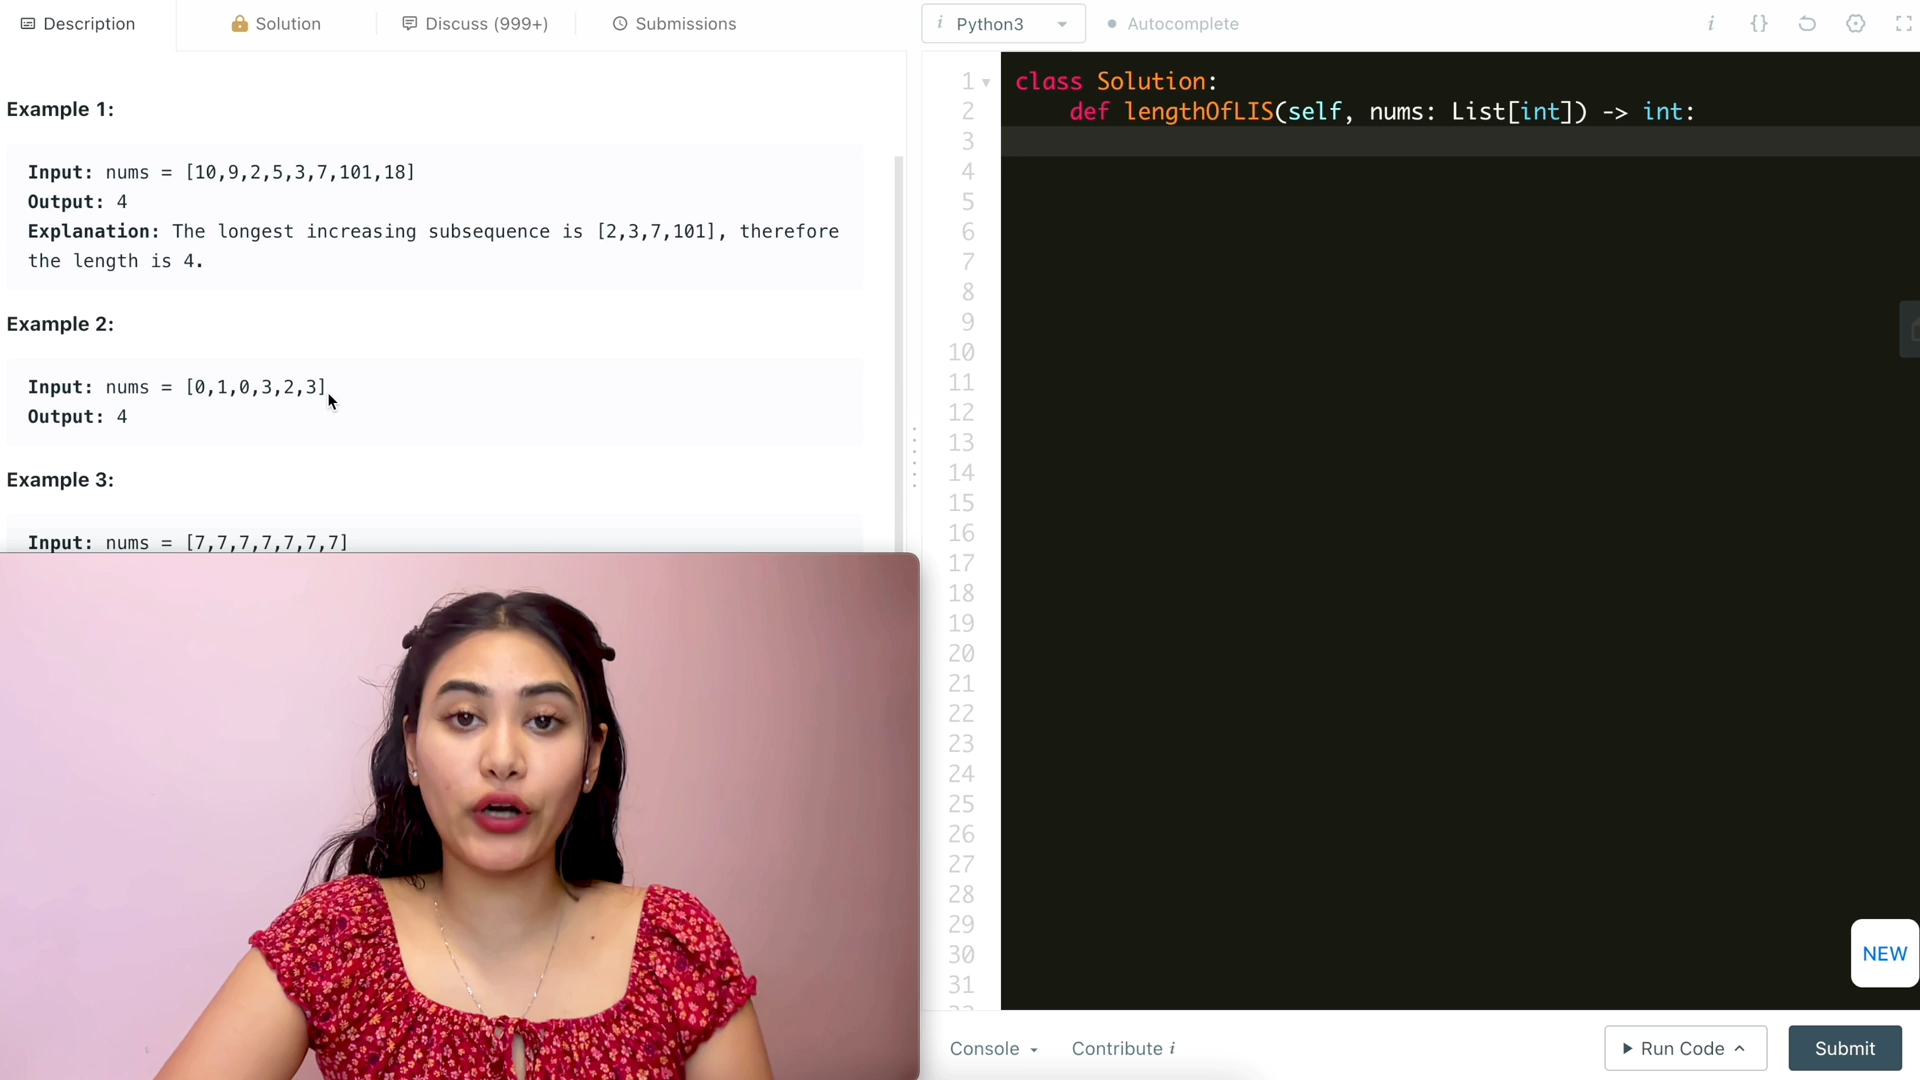 Description
Solution
Discuss (999+)
Submissions
i Python3
Autocomplete
i {}
Example 1:
Input: nums = [10,9,2,5,3,7,101,18]
Output: 4
Explanation: The longest increasing subsequence is [2,3,7,101], therefore
the length is 4.
Example 2:
Input: nums = [0,1,0,3,2,3]
Output: 4
Example 3:
Input: nums = [7,7,7,7,7,7,7]
1 class Solution:
2 def lengthOfLIS(self, nums: List[int]) -> int:
3
4
5
6
7
8
9
10
11
12
13
14
15
16
17
18
19
20
21
22
23
24
25
26
27
28
29
30
31
NEW
Console
Contribute i
Run Code
Submit